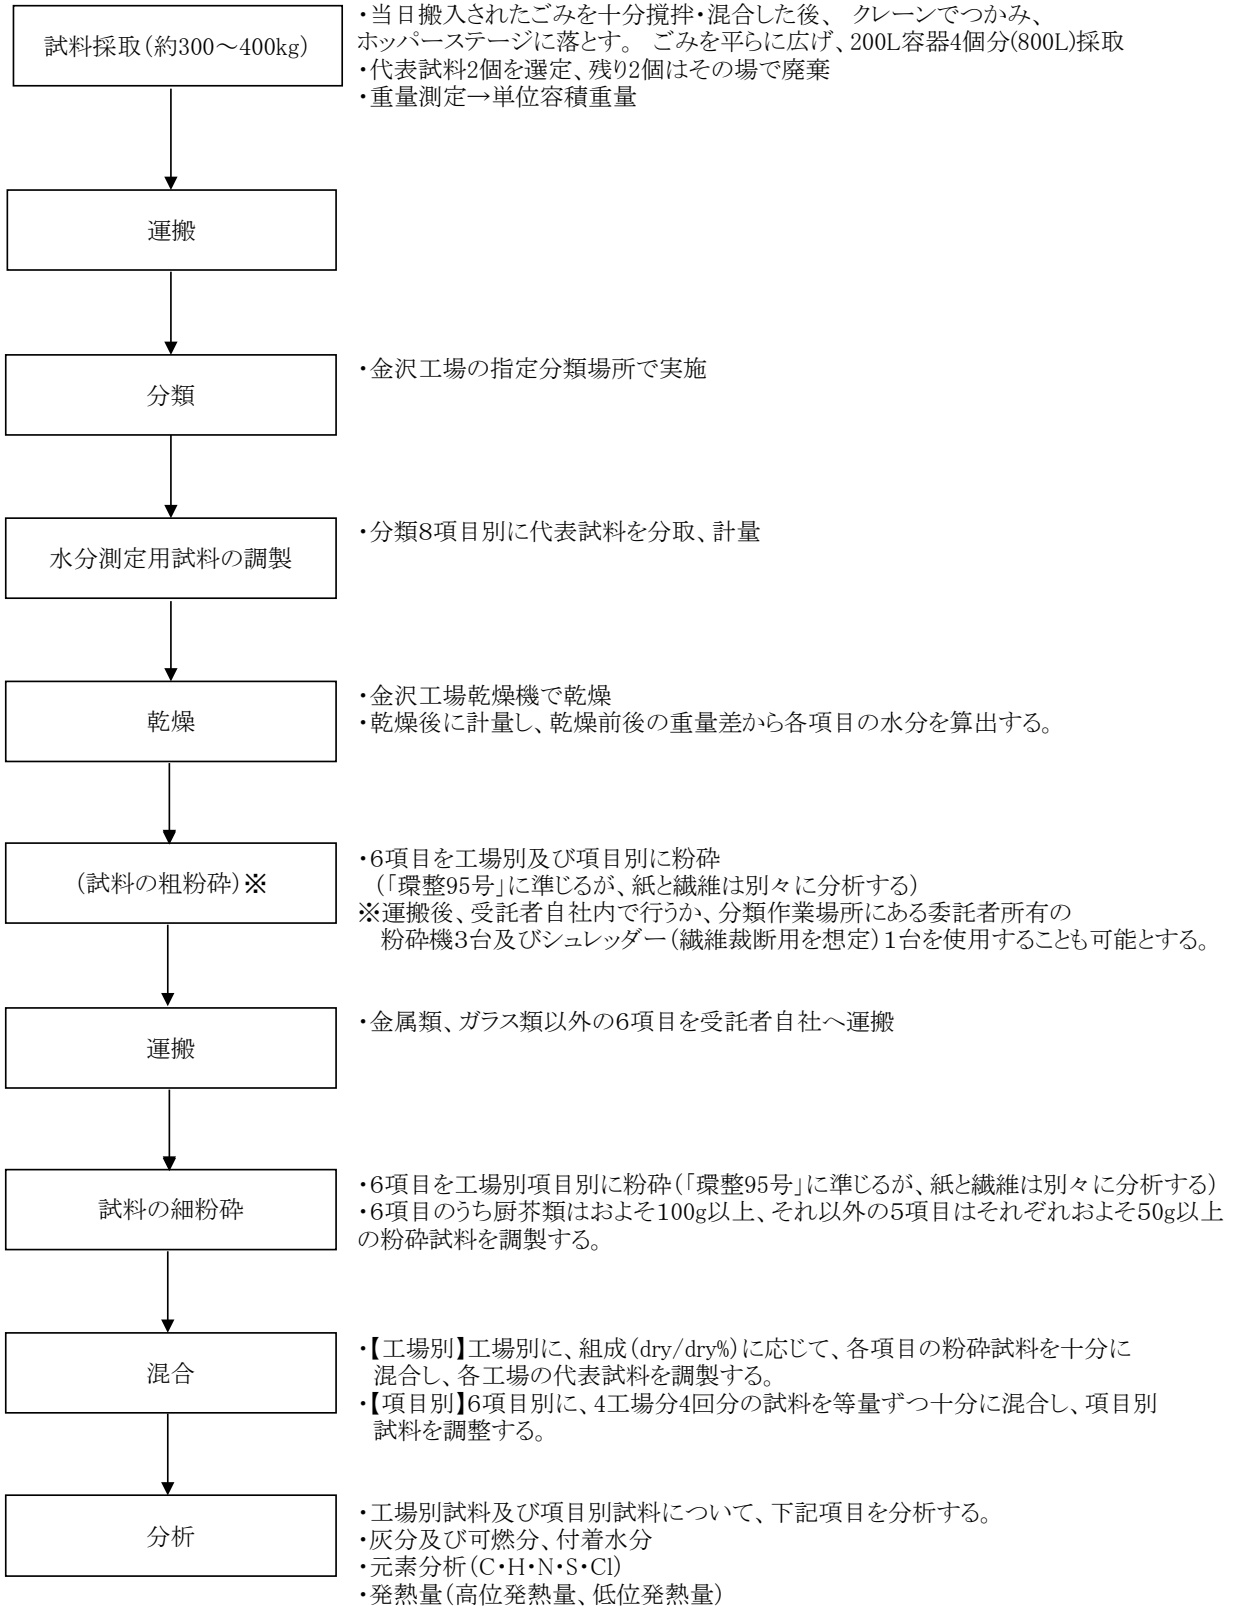 試料採取（約300～400kg）
・当日搬入されたごみを十分撹拌・混合した後、 クレーンでつかみ、
ホッパーステージに落とす。 ごみを平らに広げ、200L容器4個分(800L)採取
・代表試料2個を選定、残り2個はその場で廃棄
・重量測定→単位容積重量
運搬
分類
・金沢工場の指定分類場所で実施
水分測定用試料の調製
・分類８項目別に代表試料を分取、計量
乾燥
・金沢工場乾燥機で乾燥
・乾燥後に計量し、乾燥前後の重量差から各項目の水分を算出する。
（試料の粗粉砕）※
・６項目を工場別及び項目別に粉砕
（「環整95号」に準じるが、紙と繊維は別々に分析する）
※運搬後、受託者自社内で行うか、分類作業場所にある委託者所有の
粉砕機３台及びシュレッダー（繊維裁断用を想定）１台を使用することも可能とする。
運搬
・金属類、ガラス類以外の６項目を受託者自社へ運搬
試料の細粉砕
・６項目を工場別項目別に粉砕（「環整95号」に準じるが、紙と繊維は別々に分析する）
・６項目のうち厨芥類はおよそ１００g以上、それ以外の５項目はそれぞれおよそ５０g以上
の粉砕試料を調製する。
混合
・【工場別】工場別に、組成（dry/dry%）に応じて、各項目の粉砕試料を十分に
混合し、各工場の代表試料を調製する。
・【項目別】６項目別に、4工場分4回分の試料を等量ずつ十分に混合し、項目別
試料を調整する。
分析
・工場別試料及び項目別試料について、下記項目を分析する。
・灰分及び可燃分、付着水分
・元素分析（C・H・N・S・Cl）
・発熱量（高位発熱量、低位発熱量）